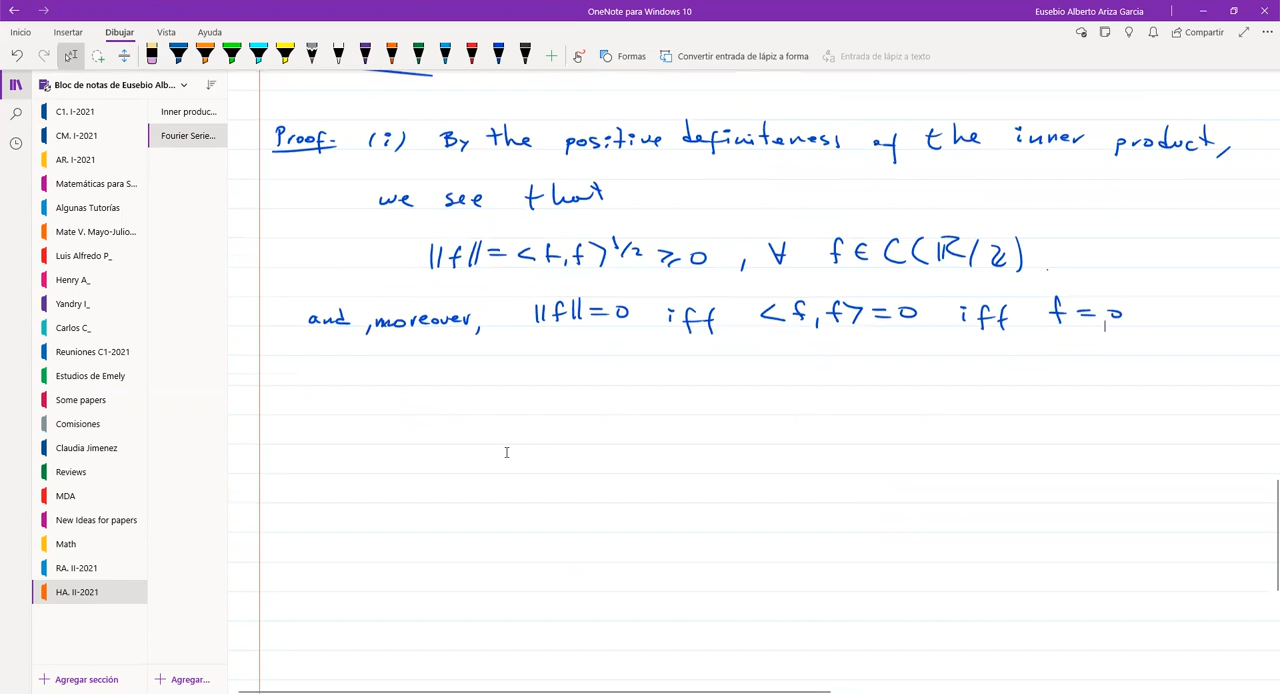 OneNote para Windows 10
Eusebio Alberto Ariza Garcia
Inicio Insertar Dibujar Vista Ayuda
Compartir
Formas Convertir entrada de lápiz a forma Entrada de lápiz a texto
Bloc de notas de Eusebio Alb...
C1. I-2021
CM. I-2021
AR. I-2021
Matemáticas para S...
Algunas Tutorías
Mate V. Mayo-Julio...
Luis Alfredo P_
Henry A_
Yandry I_
Carlos C_
Reuniones C1-2021
Estudios de Emely
Some papers
Comisiones
Claudia Jimenez
Reviews
MDA
New Ideas for papers
Math
RA. II-2021
HA. II-2021
Agregar sección
Inner produc...
Fourier Serie...
Agregar...
Proof. (i) By the positive definiteness of the inner product,
we see that
||f|| = <f,f>^1/2 ≥ 0, ∀ f ∈ C(ℝ/ℤ).
and, moreover, ||f|| = 0 iff <f,f> = 0 iff f = 0